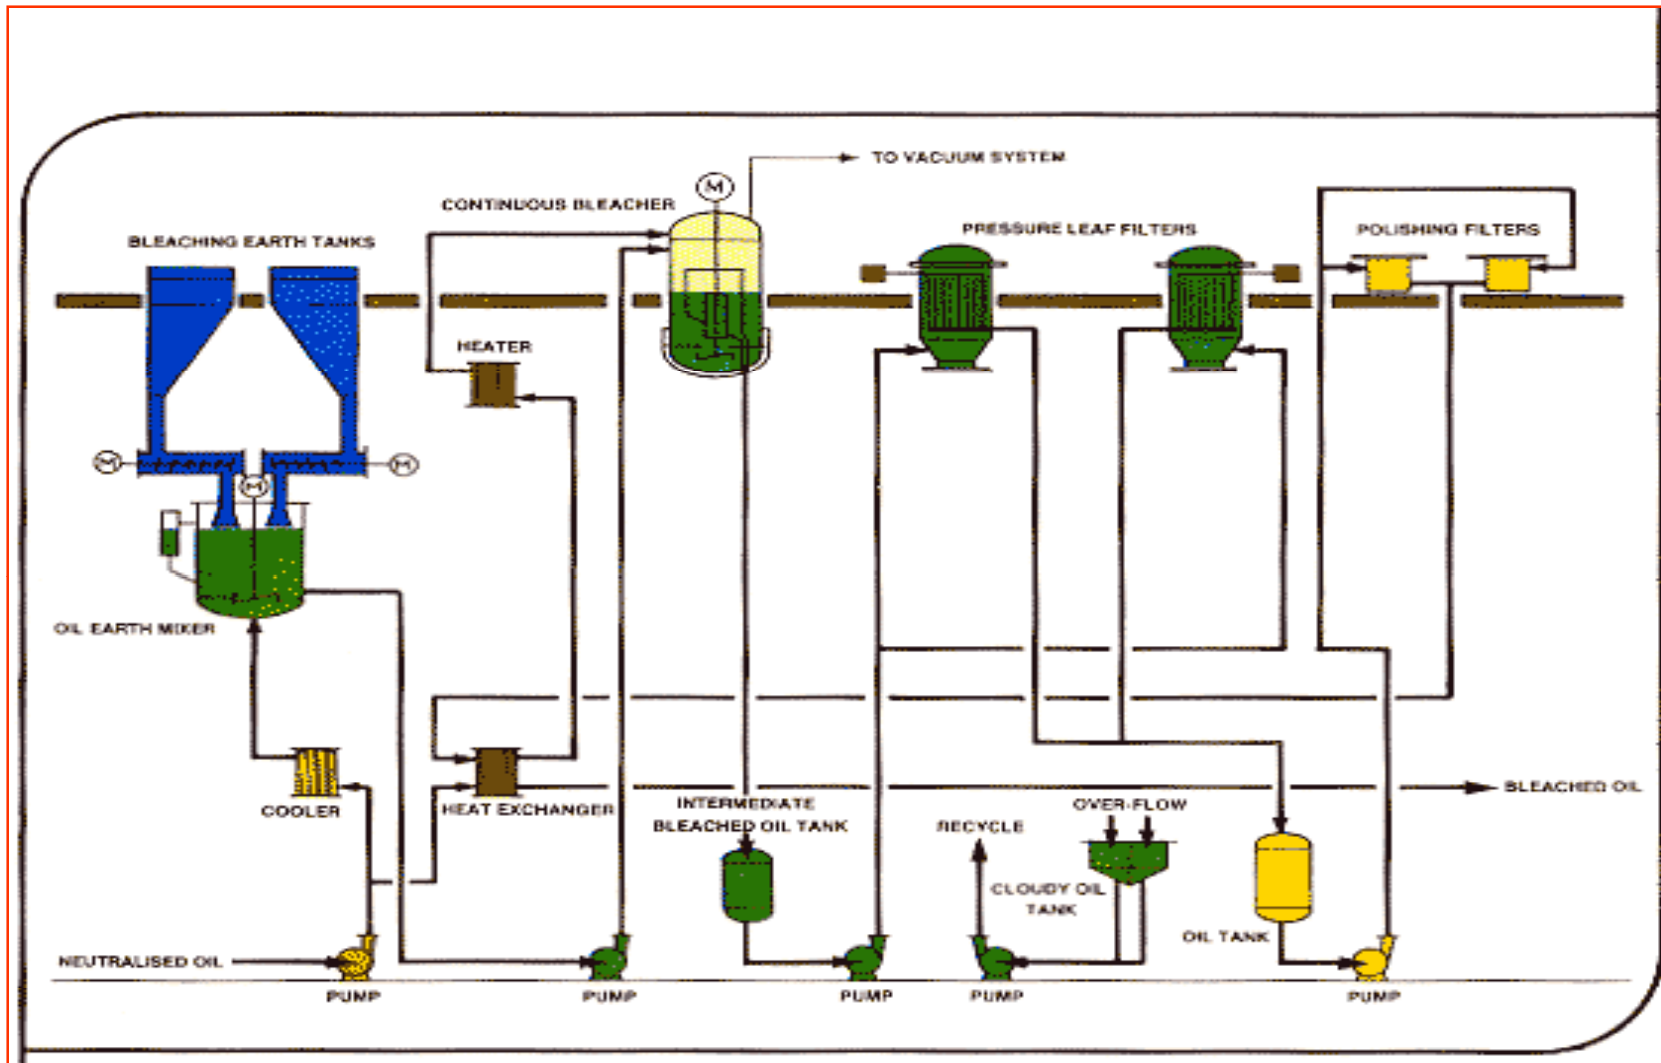 TO VACUUM SYSTEM
M
CONTINUOUS BLEACHER
BLEACHING EARTH TANKS
PRESSURE LEAF FILTERS
POLISHING FILTERS
HEATER
M
M
M
OIL EARTH MIXER
COOLER
HEAT EXCHANGER
BLEACHED OIL
INTERMEDIATE
BLEACHED OIL TANK
RECYCLE
OVER-FLOW
CLOUDY OIL
TANK
OIL TANK
NEUTRALISED OIL
PUMP
PUMP
PUMP
PUMP
PUMP